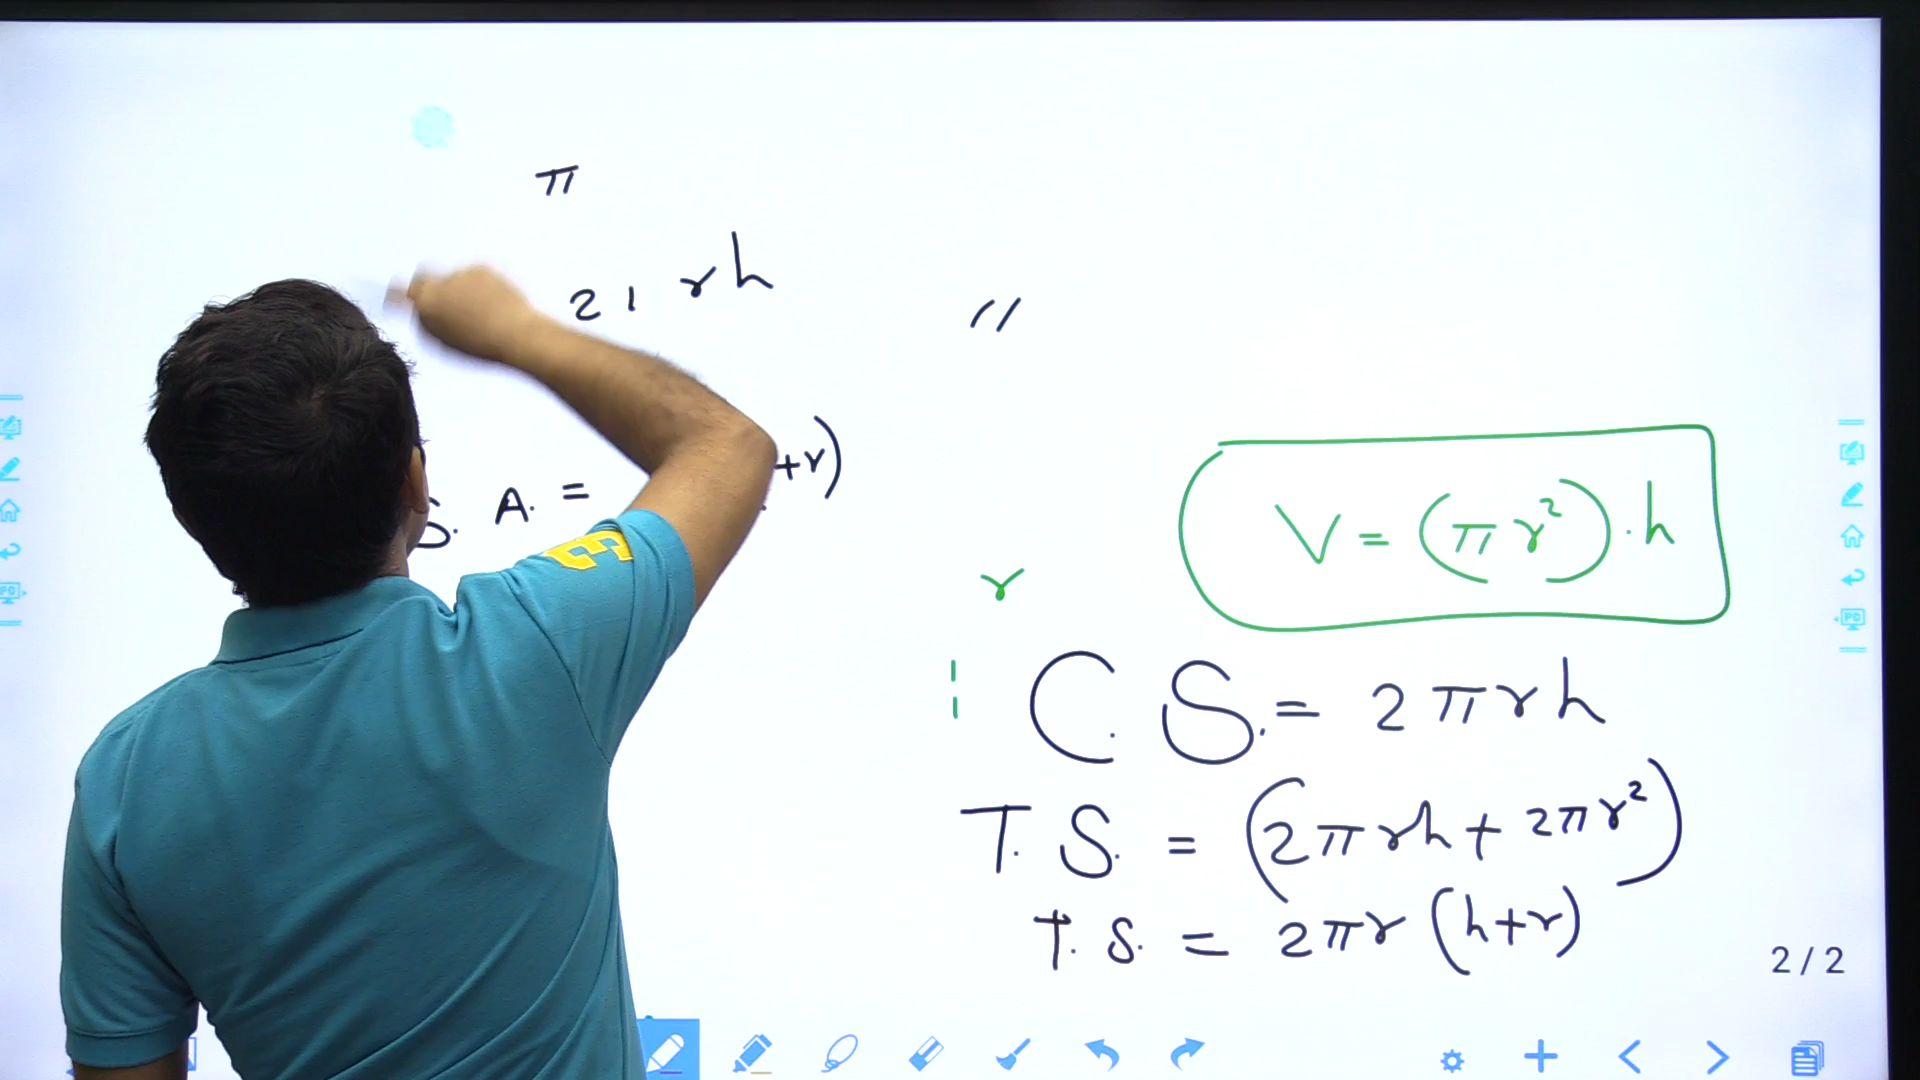 π
2 rh
S. A. = +r)
V = (πr²)·h
r
C. S. = 2πrh
T. S. = (2πrh + 2πr²)
T. S. = 2πr (h+r)
2/2